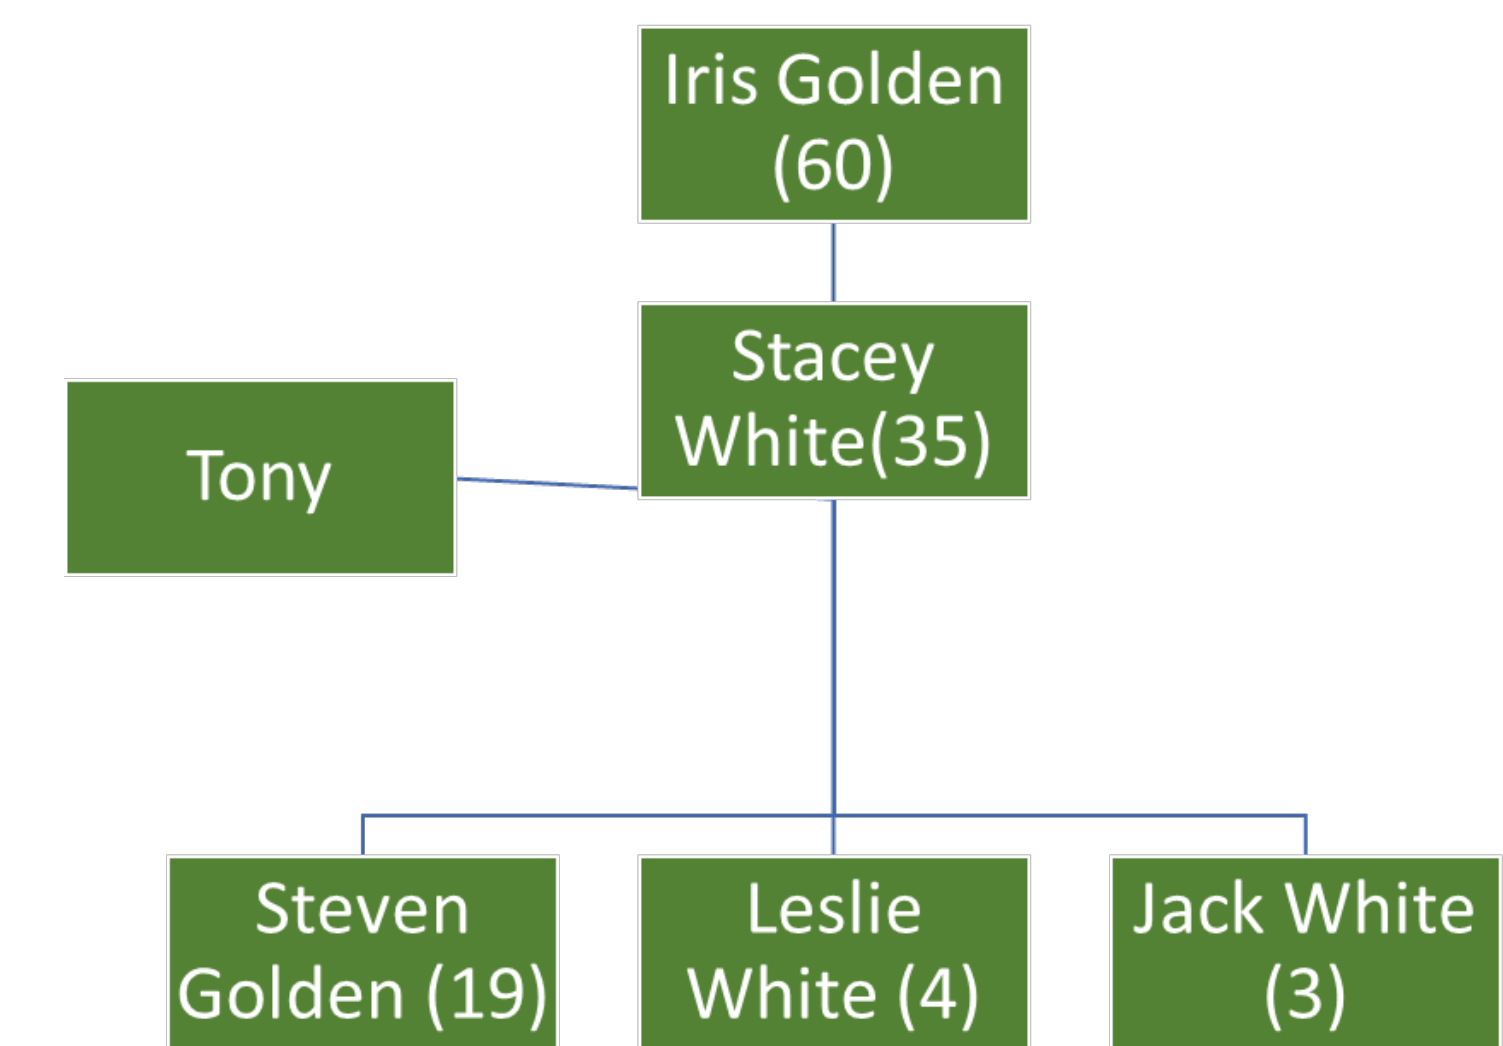 Iris Golden
(60)
Stacey
White(35)
Tony
Steven
Golden (19)
Leslie
White (4)
Jack White
(3)